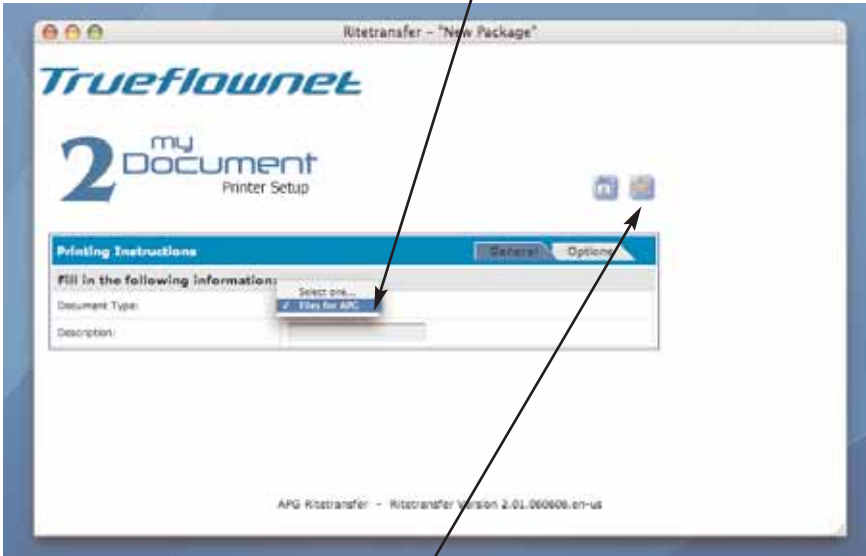 Ritetransfer – "New Package"
Trueflownet
2 my Document
Printer Setup
Printing Instructions General Options
Fill in the following information:
Select one...
Document Type: ✓ Files for APC
Description:
APG Ritetransfer – Ritetransfer Version 2.01.060606.en-us